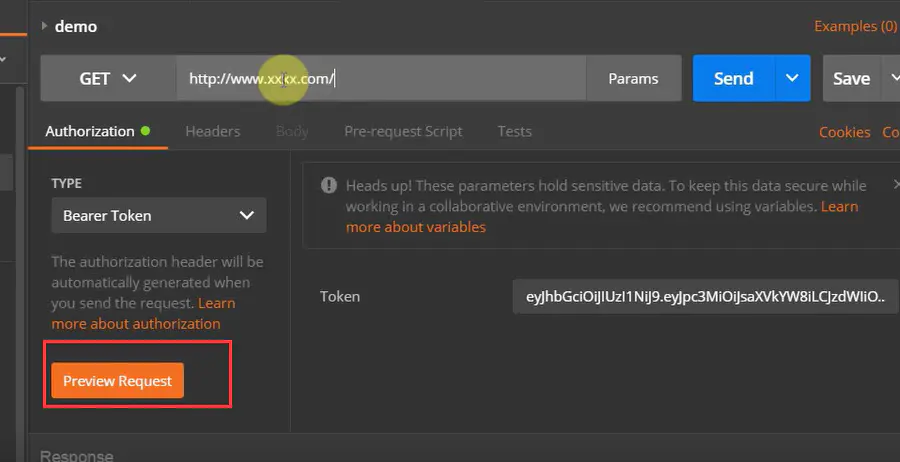 demo
Examples (0)
GET
http://www.xxxx.com/
Params
Send
Save
Authorization
Headers
Body
Pre-request Script
Tests
Cookies
Co
TYPE
Bearer Token
The authorization header will be
automatically generated when
you send the request. Learn
more about authorization
Preview Request
Heads up! These parameters hold sensitive data. To keep this data secure while
working in a collaborative environment, we recommend using variables. Learn
more about variables
Token
eyJhbGciOiJIUzI1NiJ9.eyJpc3MiOiJsaXVkYW8iLCJzdWIiO..
Response